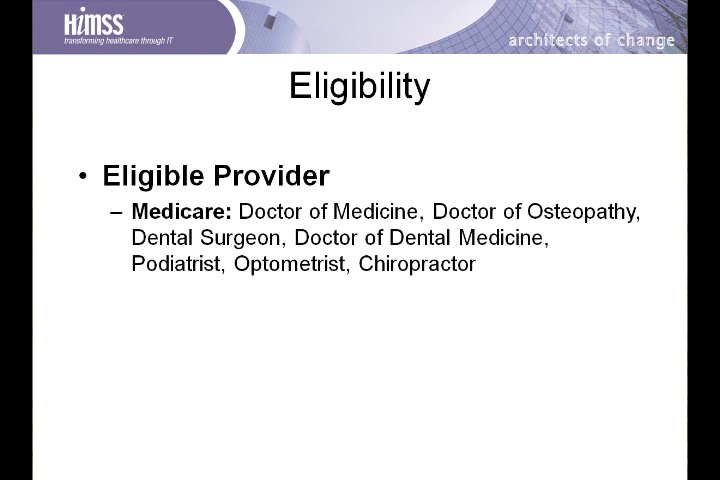 HiMSS
transforming healthcare through IT
architects of change
Eligibility
• Eligible Provider
– Medicare: Doctor of Medicine, Doctor of Osteopathy,
Dental Surgeon, Doctor of Dental Medicine,
Podiatrist, Optometrist, Chiropractor